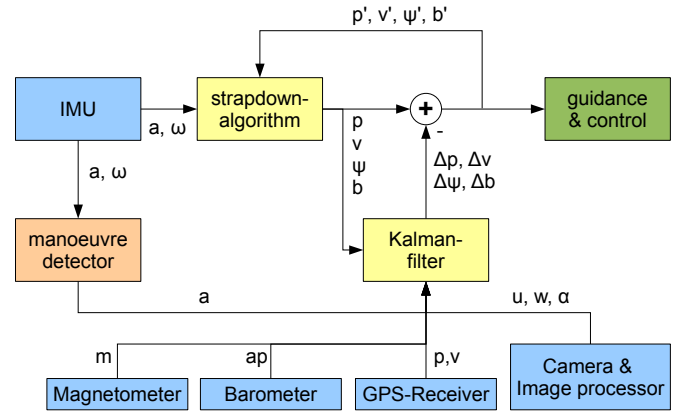 p', v', ψ', b'
IMU
strapdown-
algorithm
+
guidance
& control
a, ω
p
v
ψ
b
-
Δp, Δv
Δψ, Δb
a, ω
manoeuvre
detector
Kalman-
filter
a
u, w, α
m
ap
p,v
Magnetometer
Barometer
GPS-Receiver
Camera &
Image processor